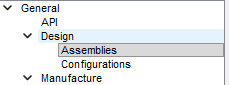 General
API
Design
Assemblies
Configurations
Manufacture